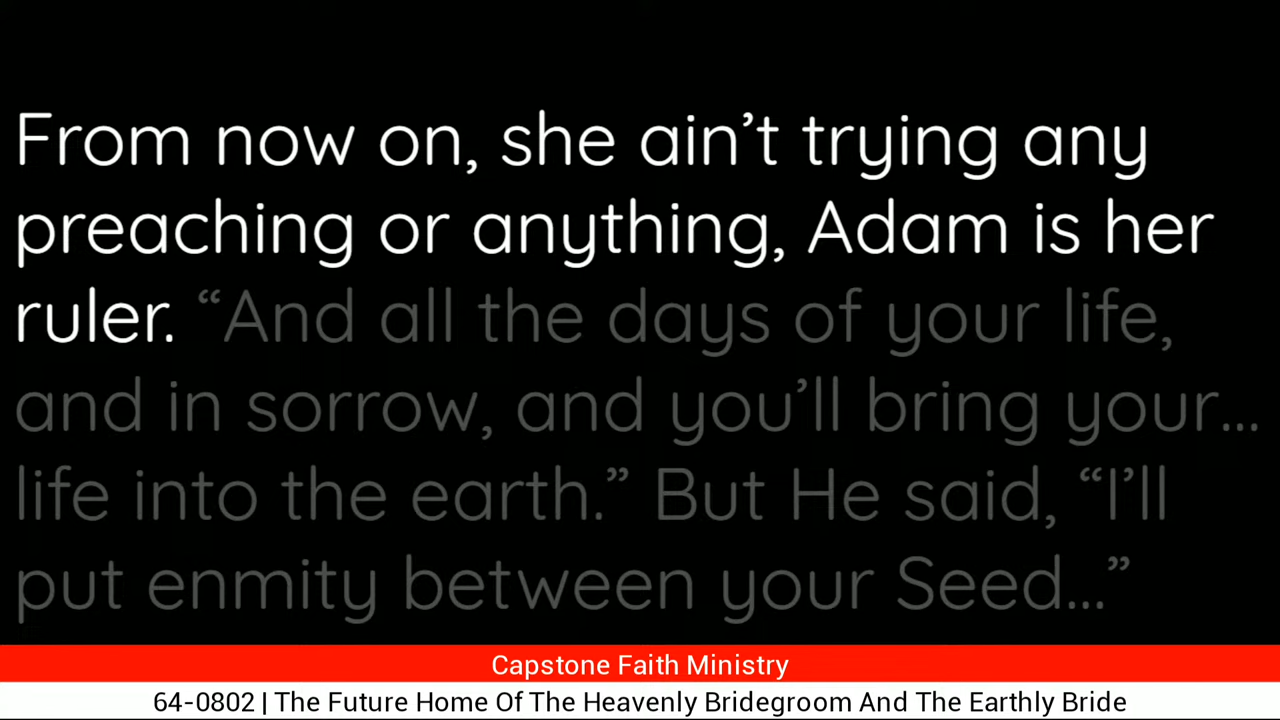 From now on, she ain’t trying any
preaching or anything, Adam is her
ruler. “And all the days of your life,
and in sorrow, and you’ll bring your...
life into the earth.” But He said, “I’ll
put enmity between your Seed...”
Capstone Faith Ministry
64-0802 | The Future Home Of The Heavenly Bridegroom And The Earthly Bride